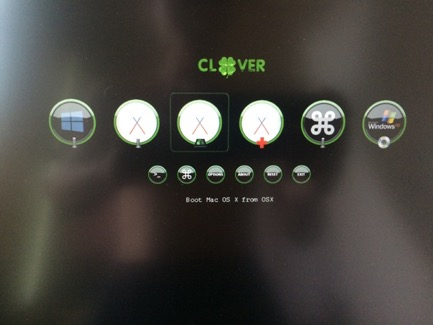 CLOVER
X X X
Windows
OPTIONS ABOUT RESET EXIT
Boot Mac OS X from OSX